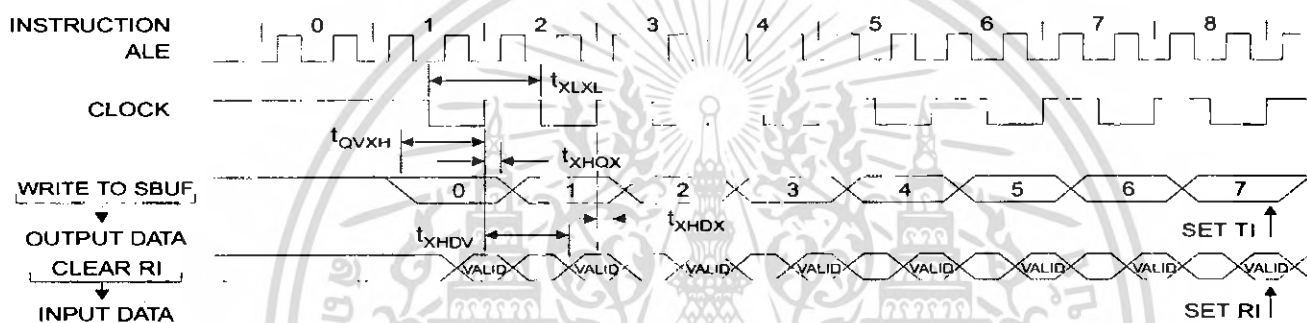 INSTRUCTION 0 1 2 3 4 5 6 7 8
ALE
tXLXL
CLOCK
tQVXH
tXHQX
WRITE TO SBUF 0 1 2 3 4 5 6 7
tXHDX
OUTPUT DATA tXHDV SET TI
CLEAR RI VALID VALID VALID VALID VALID VALID VALID VALID
INPUT DATA SET RI